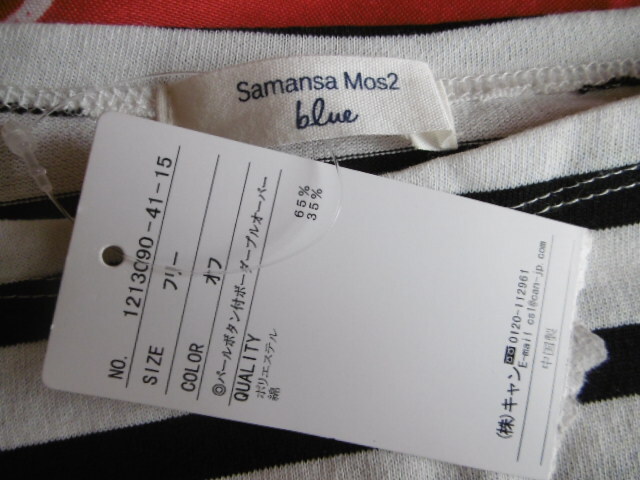 Samansa Mos2
blue
NO. 1213090-41-15
SIZE フリー
COLOR オフ
◎パールボタン付ボーダープルオーバー
QUALITY
ポリエステル 65%
綿 35%
(株)キャン 0120-112961
E-mail cs1@can-jp.com
中国製